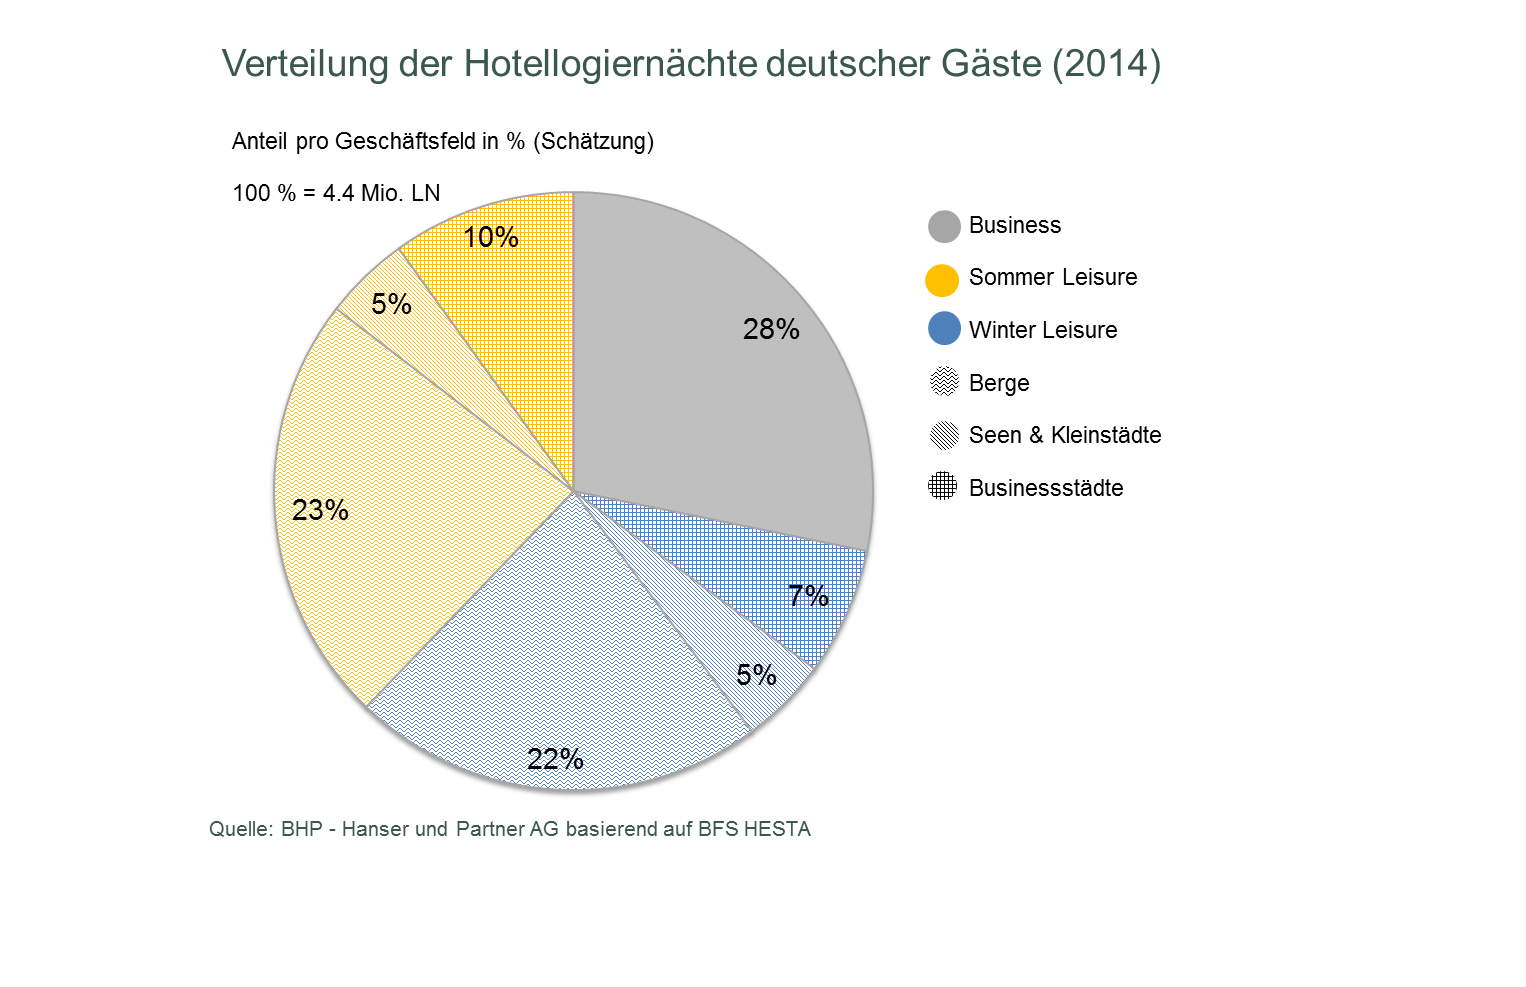 Verteilung der Hotellogiernächte deutscher Gäste (2014)
Anteil pro Geschäftsfeld in % (Schätzung)
100 % = 4.4 Mio. LN
10%
5%
28%
23%
7%
5%
22%
Business
Sommer Leisure
Winter Leisure
Berge
Seen & Kleinstädte
Businessstädte
Quelle: BHP - Hanser und Partner AG basierend auf BFS HESTA